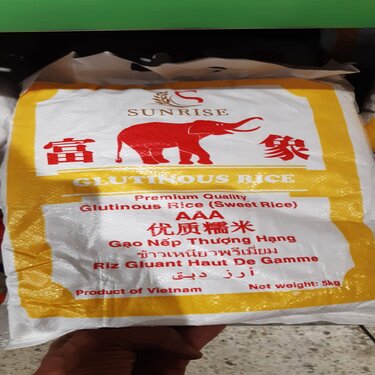 SUNRISE
富 象
GLUTINOUS RICE
Premium Quality
Glutinous Rice (Sweet Rice)
AAA
优质糯米
Gạo Nếp Thượng Hạng
ข้าวเหนียวพรีเมี่ยม
Riz Gluant Haut De Gamme
أرز دبق
Product of Vietnam Net weight: 5kg